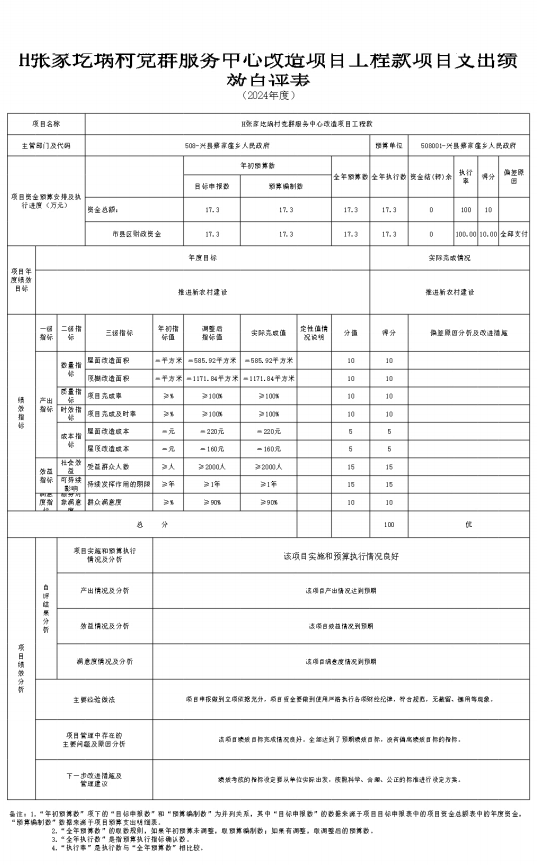 H张家圪埚村党群服务中心改造项目工程款项目支出绩
效自评表
（2024年度）
项目名称 H张家圪埚村党群服务中心改造项目工程款
主管部门及代码 508-兴县蔡家崖乡人民政府 预算单位 508001-兴县蔡家崖乡人民政府
项目资金预算安排及执行进度（万元） 年初预算数 全年预算数 全年执行数 资金结(转)余 执行率 得分 偏差原因
目标申报数 预算编制数
资金总额： 17.3 17.3 17.3 17.3 0 100 10
市县区财政资金 17.3 17.3 17.3 17.3 0 100.00 10.00 全部支付
项目年度绩效目标 年度目标 实际完成情况
推进新农村建设 推进新农村建设
绩效指标 一级指标 二级指标 三级指标 年初指标值 调整后指标值 实际完成值 定性值情况说明 分值 得分 偏差原因分析及改进措施
产出指标 数量指标 屋面改造面积 ＝平方米 ＝585.92平方米 ＝585.92平方米 10 10
顶棚改造面积 ＝平方米 ＝1171.84平方米 ＝1171.84平方米 10 10
质量指标 项目完成率 ≥% ≥100% ≥100% 10 10
时效指标 项目完成及时率 ≥% ≥100% ≥100% 10 10
成本指标 屋面改造成本 ＝元 ＝220元 ＝220元 5 5
屋顶改造成本 ＝元 ＝160元 ＝160元 5 5
效益指标 社会效益 受益群众人数 ≥人 ≥2000人 ≥2000人 15 15
可持续影响 持续发挥作用的期限 ≥年 ≥1年 ≥1年 15 15
满意度指标 服务对象满意度 群众满意度 ≥% ≥90% ≥90% 10 10
总 分 100 优
项目绩效分析 自评结果分析 项目实施和预算执行情况及分析 该项目实施和预算执行情况良好
产出情况及分析 该项目产出情况达到预期
效益情况及分析 该项目效益情况达到预期
满意度情况及分析 该项目满意度情况达到预期
主要经验做法 项目申报做到立项依据充分，项目资金要做到使用严格执行各项财经纪律，符合规范，无截留、挪用等现象。
项目管理中存在的主要问题及原因分析 该项目绩效目标完成情况良好，全部达到了预期绩效目标，没有偏离绩效目标的指标。
下一步改进措施及管理建议 绩效考核的指标设定要从单位实际出发，按照科学、合理、公正的标准进行设定方案。
备注：1.“年初预算数”项下的“目标申报数”和“预算编制数”为并列关系，其中“目标申报数”的数据来源于项目目标申报表中的项目资金总额表中的年度资金，
“预算编制数”数据来源于项目预算支出明细表。
2.“全年预算数”的取数规则，如果年初预算未调整，取预算编制数；如果有调整，取调整后的预算数。
3.“全年执行数”是指预算执行指标确认数。
4.“执行率”是执行数与“全年预算数”相比较。